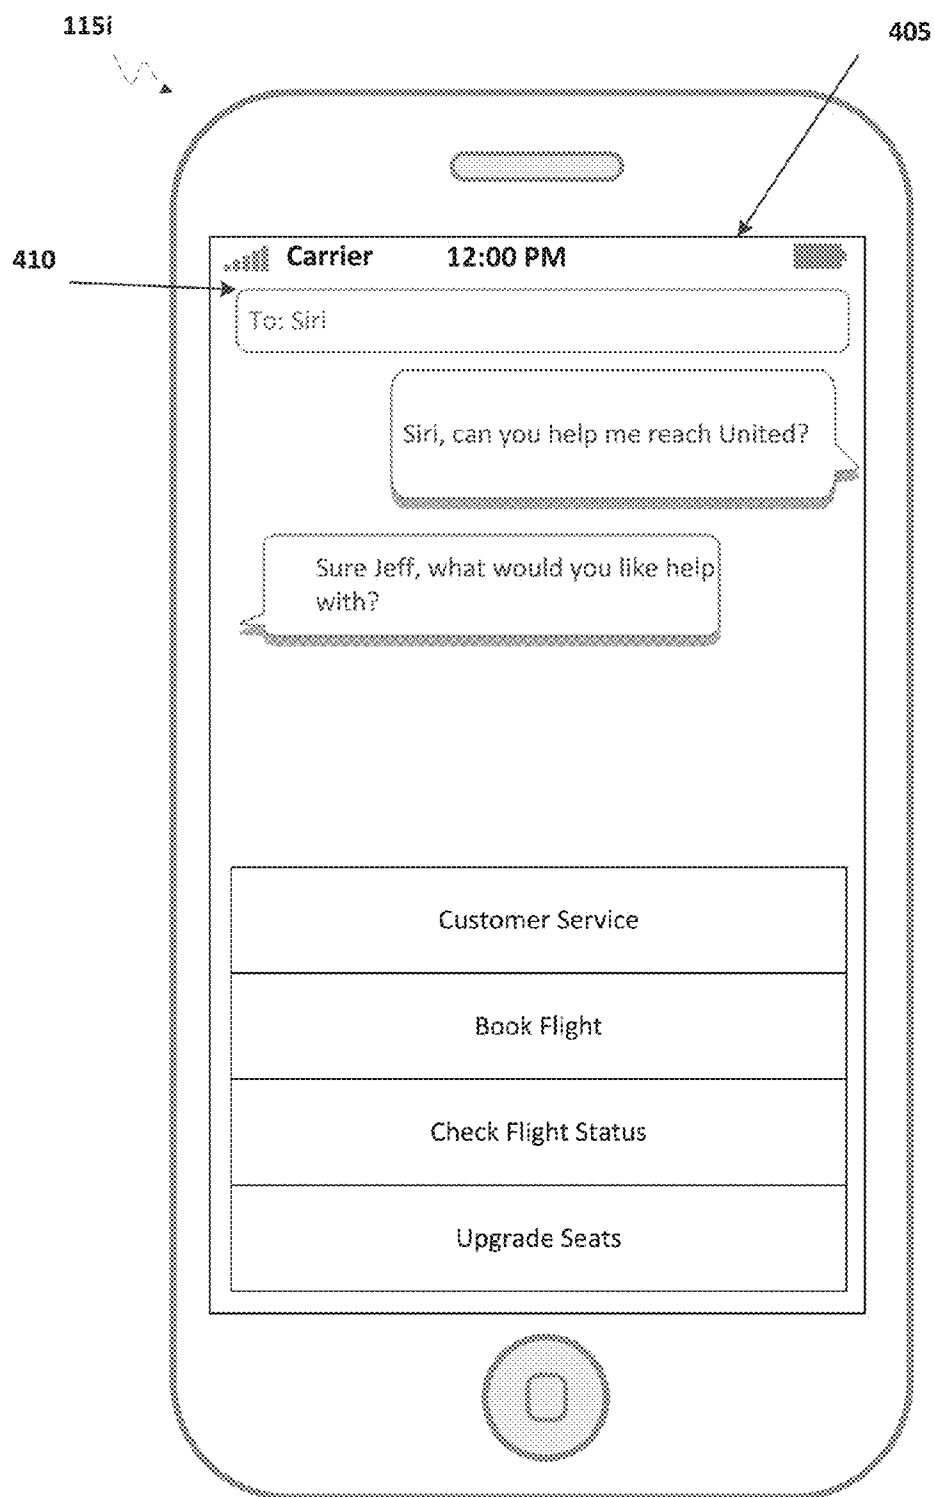 115i
405
410
Carrier 12:00 PM
To: Siri
Siri, can you help me reach United?
Sure Jeff, what would you like help
with?
Customer Service
Book Flight
Check Flight Status
Upgrade Seats